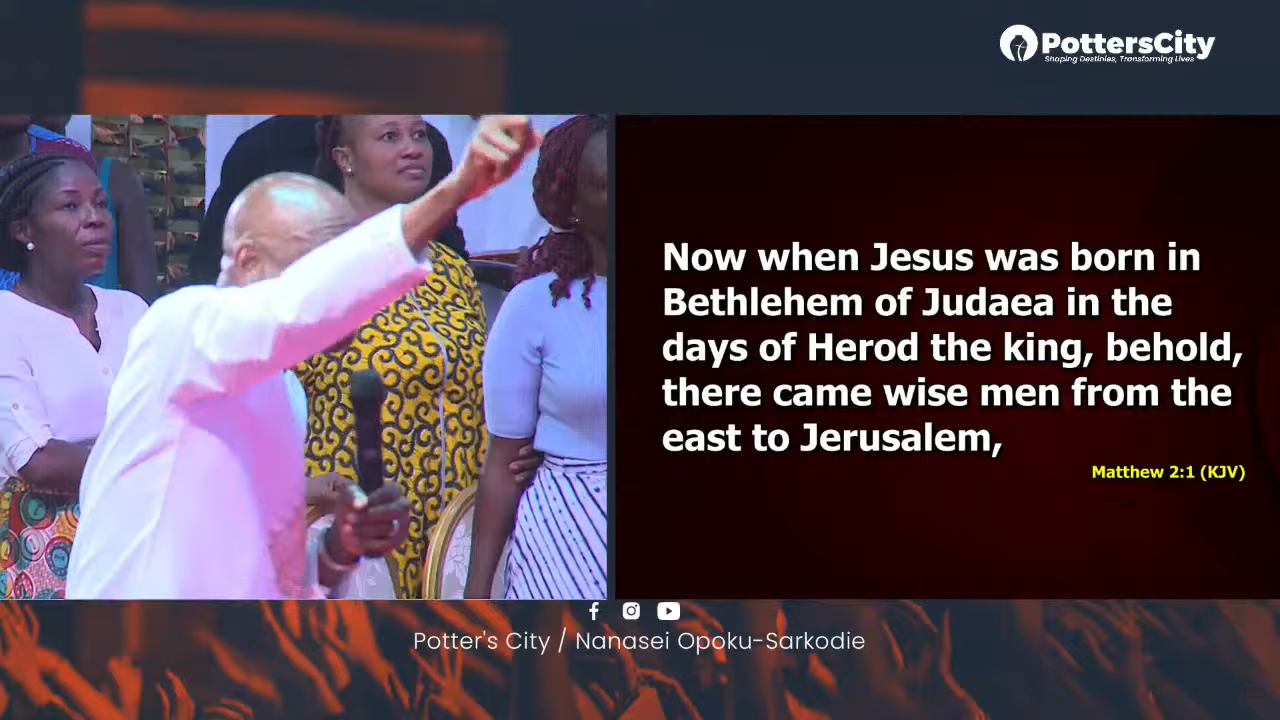 PottersCity
Shaping Destinies, Transforming Lives
Now when Jesus was born in
Bethlehem of Judaea in the
days of Herod the king, behold,
there came wise men from the
east to Jerusalem,
Matthew 2:1 (KJV)
Potter's City / Nanasei Opoku-Sarkodie